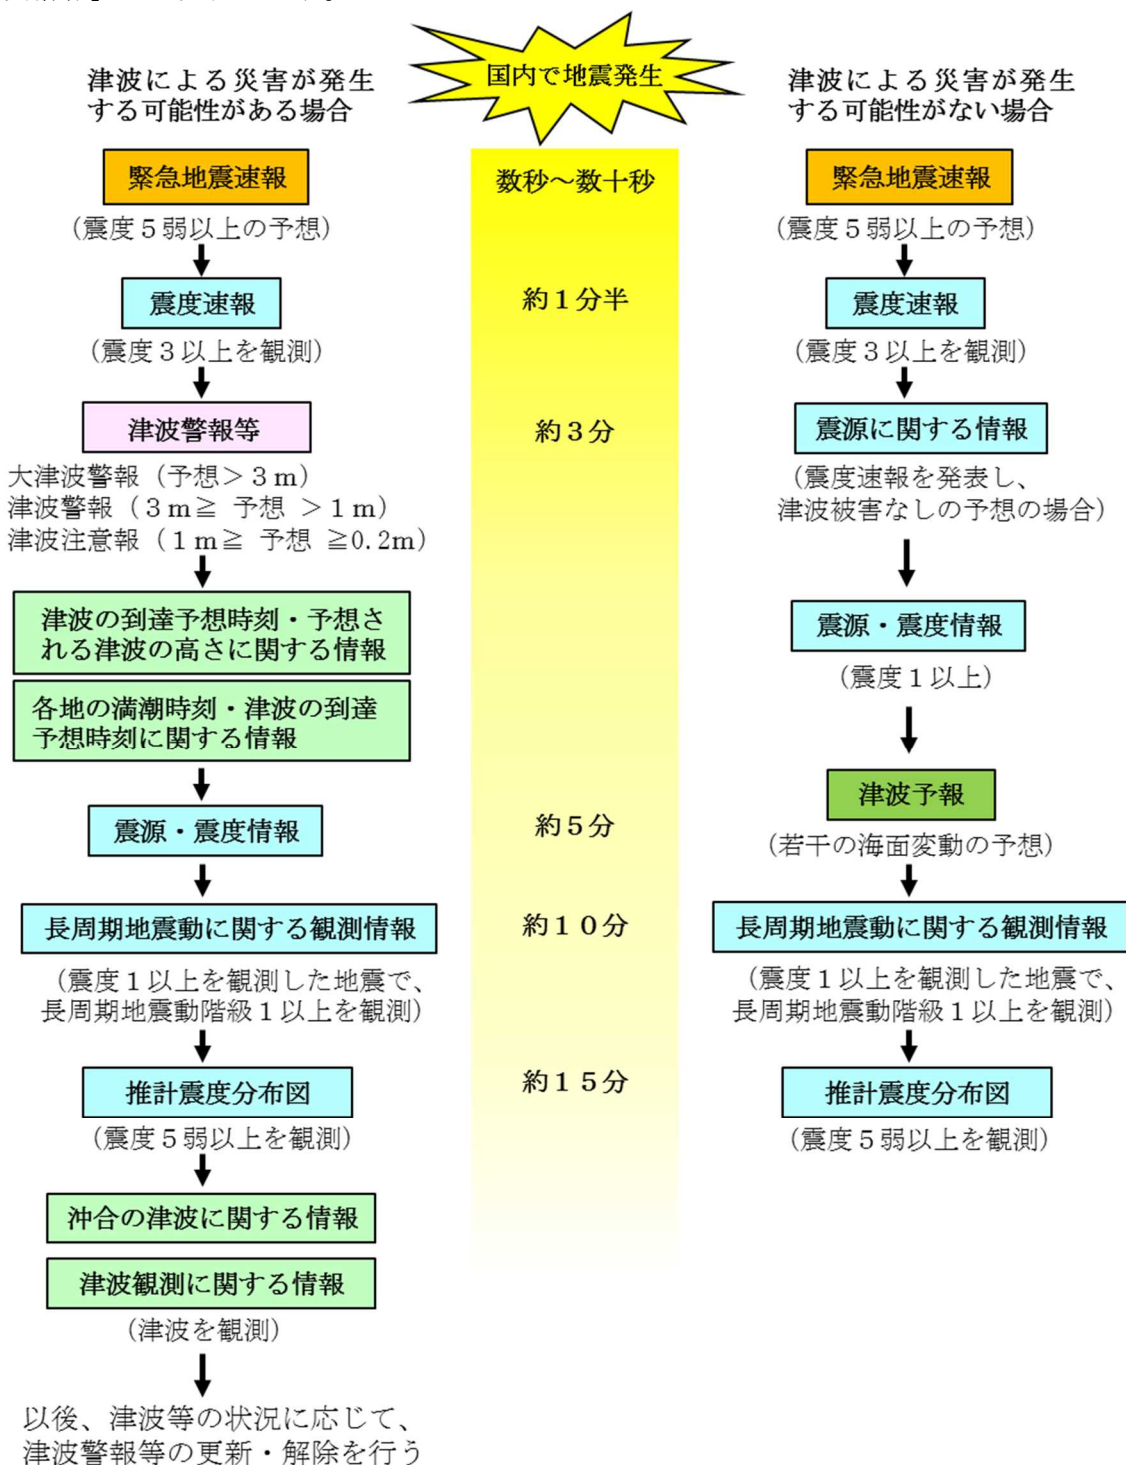 国内で地震発生
津波による災害が発生
する可能性がある場合
緊急地震速報
(震度５弱以上の予想)
震度速報
(震度３以上を観測)
津波警報等
大津波警報（予想＞３ｍ）
津波警報（３ｍ≧ 予想 ＞１ｍ）
津波注意報（１ｍ≧ 予想 ≧0.2m）
津波の到達予想時刻・予想さ
れる津波の高さに関する情報
各地の満潮時刻・津波の到達
予想時刻に関する情報
震源・震度情報
長周期地震動に関する観測情報
(震度１以上を観測した地震で、
長周期地震動階級１以上を観測)
推計震度分布図
(震度５弱以上を観測)
沖合の津波に関する情報
津波観測に関する情報
(津波を観測)
以後、津波等の状況に応じて、
津波警報等の更新・解除を行う
数秒～数十秒
約１分半
約３分
約５分
約１０分
約１５分
津波による災害が発生
する可能性がない場合
緊急地震速報
(震度５弱以上の予想)
震度速報
(震度３以上を観測)
震源に関する情報
(震度速報を発表し、
津波被害なしの予想の場合)
震源・震度情報
(震度１以上)
津波予報
(若干の海面変動の予想)
長周期地震動に関する観測情報
(震度１以上を観測した地震で、
長周期地震動階級１以上を観測)
推計震度分布図
(震度５弱以上を観測)